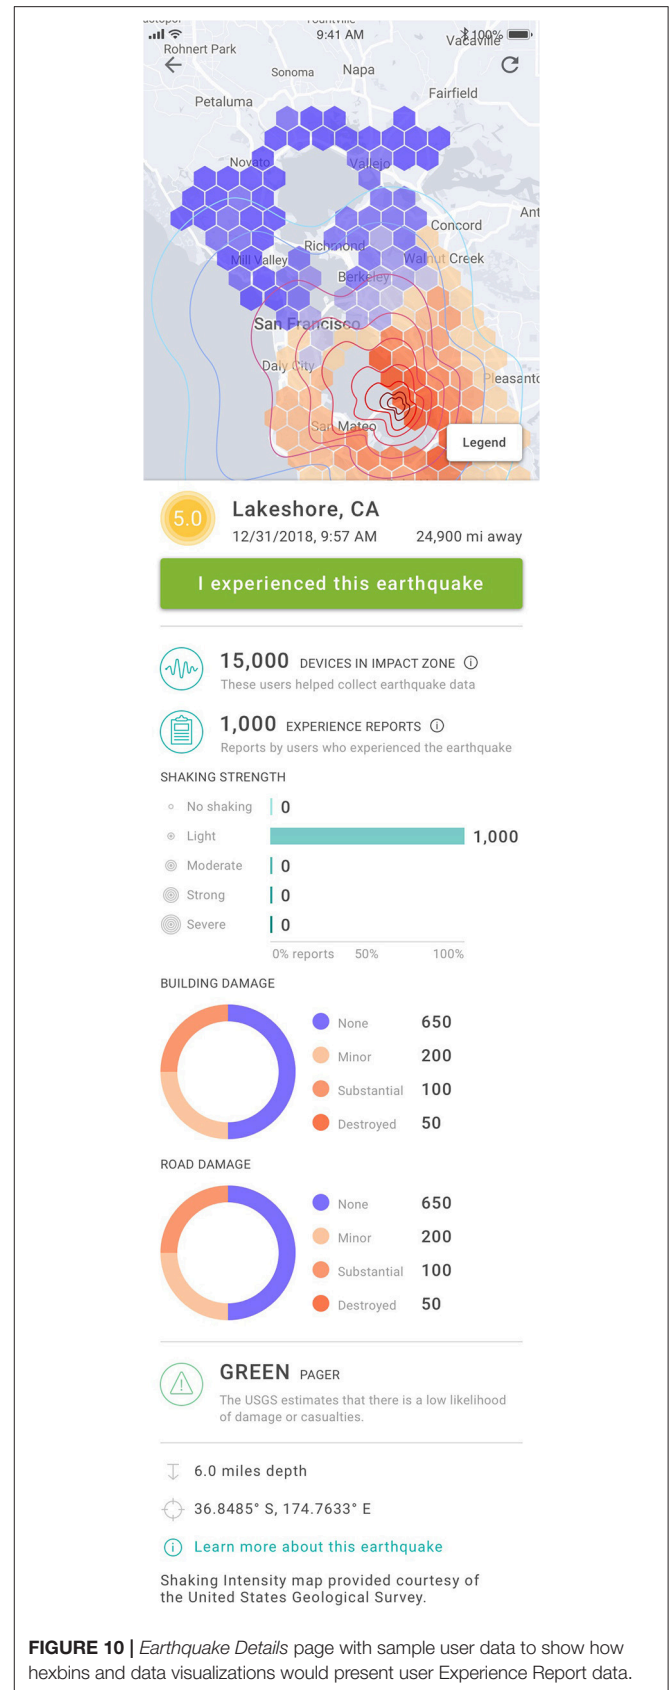 Yountville
9:41 AM
100%
Vacaville
Rohnert Park
Sonoma
Napa
Petaluma
Fairfield
Novato
Vallejo
Ant
Concord
Richmond
Mill Valley
Walnut Creek
Berkeley
San Francisco
Daly City
Pleasanto
San Mateo
Legend
5.0
Lakeshore, CA
12/31/2018, 9:57 AM 24,900 mi away
I experienced this earthquake
15,000 DEVICES IN IMPACT ZONE
These users helped collect earthquake data
1,000 EXPERIENCE REPORTS
Reports by users who experienced the earthquake
SHAKING STRENGTH
No shaking 0
Light 1,000
Moderate 0
Strong 0
Severe 0
0% reports 50% 100%
BUILDING DAMAGE
None 650
Minor 200
Substantial 100
Destroyed 50
ROAD DAMAGE
None 650
Minor 200
Substantial 100
Destroyed 50
GREEN PAGER
The USGS estimates that there is a low likelihood
of damage or casualties.
6.0 miles depth
36.8485° S, 174.7633° E
Learn more about this earthquake
Shaking Intensity map provided courtesy of
the United States Geological Survey.
FIGURE 10 | Earthquake Details page with sample user data to show how
hexbins and data visualizations would present user Experience Report data.